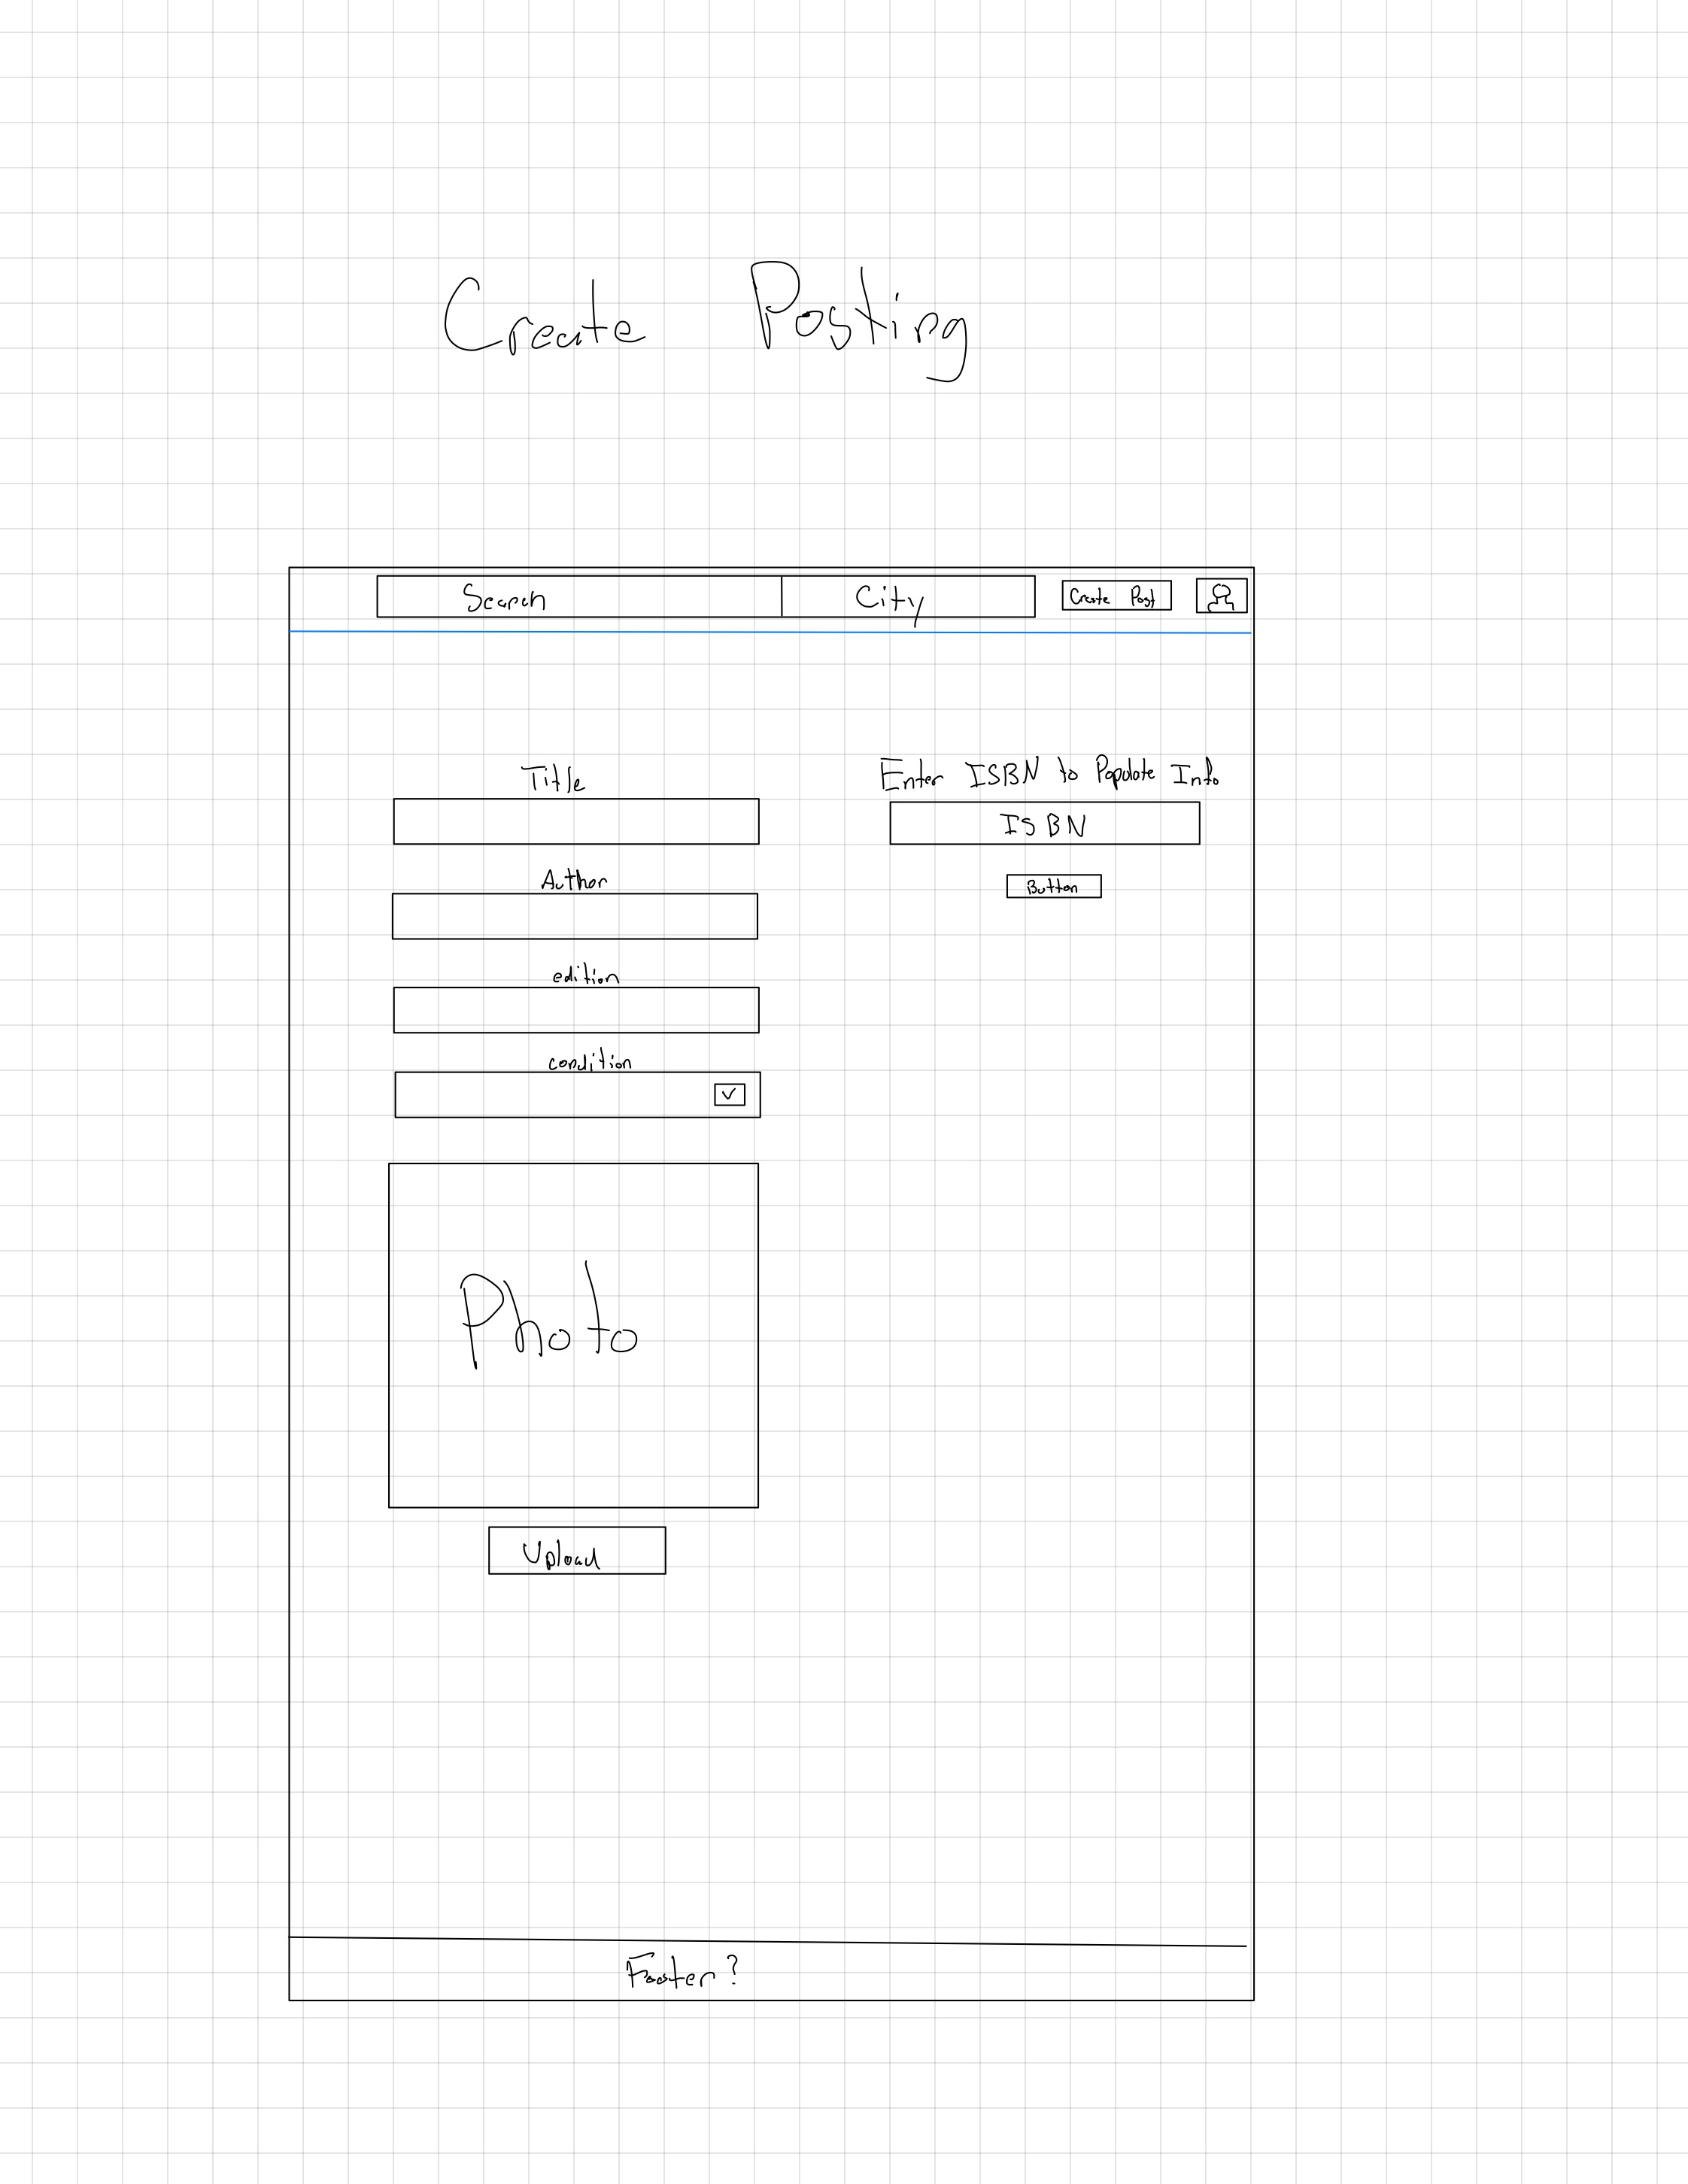 Create Posting
Search City Create Post
Title
Enter ISBN to Populate Info
ISBN
Author
Button
edition
condition
Photo
Upload
Footer?